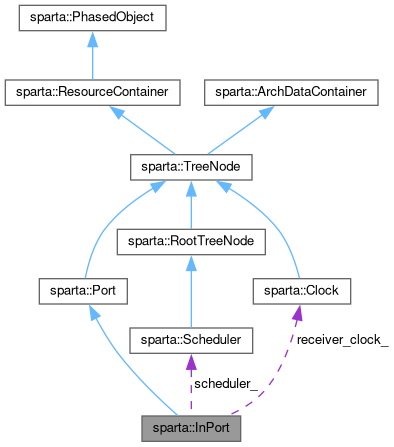 sparta::PhasedObject
sparta::ResourceContainer
sparta::ArchDataContainer
sparta::TreeNode
sparta::RootTreeNode
sparta::Port
sparta::Clock
sparta::Scheduler
receiver_clock_
scheduler_
sparta::InPort